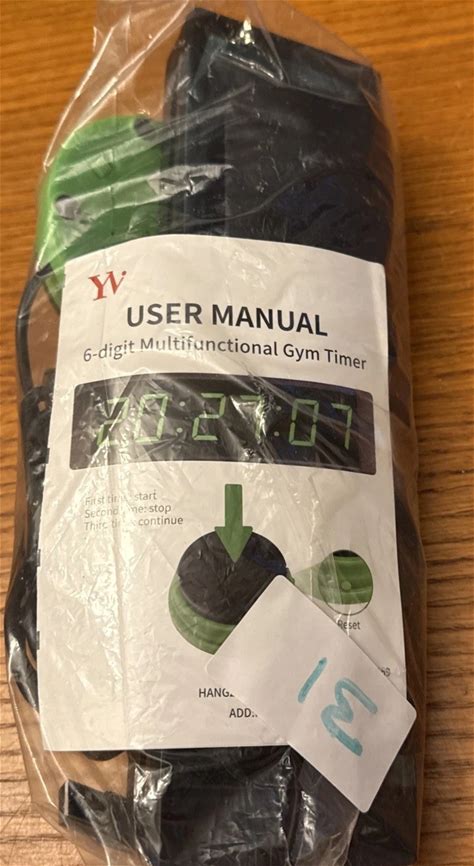 YW
USER MANUAL
6-digit Multifunctional Gym Timer
20:27:07
First time: start
Second time: stop
Third time: continue
Reset
HANG
ADD.
13